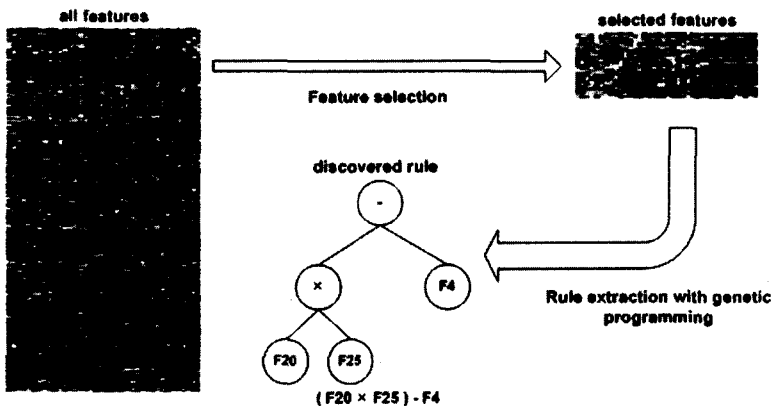 all features
selected features
Feature selection
discovered rule
-
×
F4
F20
F25
( F20 × F25 ) - F4
Rule extraction with genetic
programming